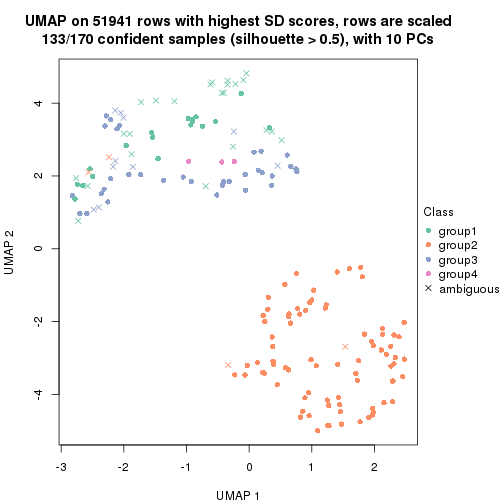 UMAP on 51941 rows with highest SD scores, rows are scaled
133/170 confident samples (silhouette > 0.5), with 10 PCs
4
2
0
-2
-4
UMAP 2
-3
-2
-1
0
1
2
UMAP 1
Class
group1
group2
group3
group4
ambiguous